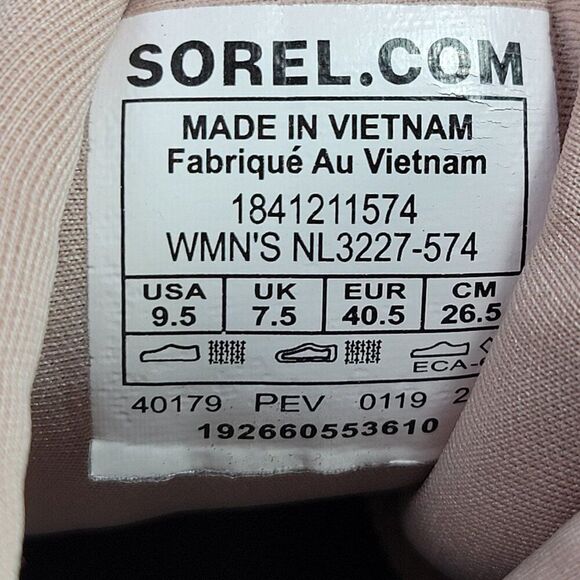 SOREL.COM
MADE IN VIETNAM
Fabriqué Au Vietnam
1841211574
WMN'S NL3227-574
USA UK EUR CM
9.5 7.5 40.5 26.5
40179 PEV 0119
192660553610